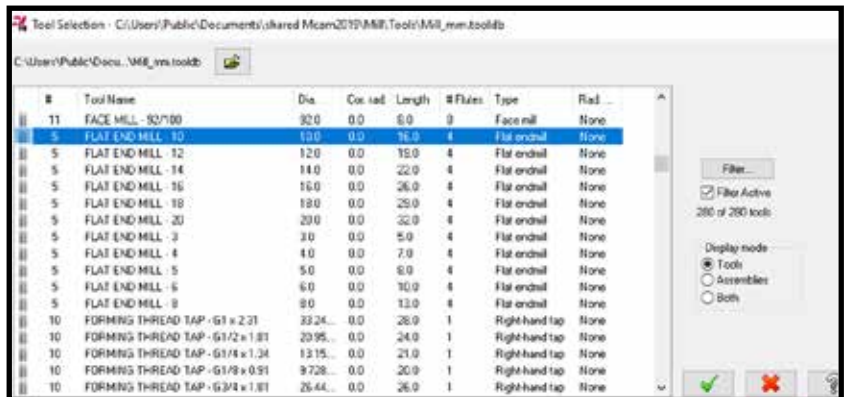 Tool Selection - C:\Users\Public\Documents\shared Mcam2019\Mill\Tools\Mill_mm.tooldb
C:\Users\Public\Docu...\Mill_mm.tooldb
# Tool Name Dia. Cor. rad. Length # Flutes Type Rad. ...
11 FACE MILL - 92/100 92.0 0.0 8.0 Face mill None
5 FLAT END MILL - 10 10.0 0.0 16.0 4 Flat endmill None
5 FLAT END MILL - 12 12.0 0.0 19.0 4 Flat endmill None
5 FLAT END MILL - 14 14.0 0.0 22.0 4 Flat endmill None
5 FLAT END MILL - 16 16.0 0.0 26.0 4 Flat endmill None
5 FLAT END MILL - 18 18.0 0.0 29.0 4 Flat endmill None
5 FLAT END MILL - 20 20.0 0.0 32.0 4 Flat endmill None
5 FLAT END MILL - 3 3.0 0.0 5.0 4 Flat endmill None
5 FLAT END MILL - 4 4.0 0.0 7.0 4 Flat endmill None
5 FLAT END MILL - 5 5.0 0.0 8.0 4 Flat endmill None
5 FLAT END MILL - 6 6.0 0.0 10.0 4 Flat endmill None
5 FLAT END MILL - 8 8.0 0.0 13.0 4 Flat endmill None
10 FORMING THREAD TAP - G1 x 2.31 33.24... 0.0 28.0 1 Right-hand tap None
10 FORMING THREAD TAP - G1/2 x 1.81 20.95... 0.0 24.0 1 Right-hand tap None
10 FORMING THREAD TAP - G1/4 x 1.34 13.15... 0.0 21.0 1 Right-hand tap None
10 FORMING THREAD TAP - G1/8 x 0.91 9.728... 0.0 20.0 1 Right-hand tap None
10 FORMING THREAD TAP - G3/4 x 1.81 26.44... 0.0 26.0 1 Right-hand tap None
Filter...
Filter Active
280 of 280 tools
Display mode
Tools
Assemblies
Both
?